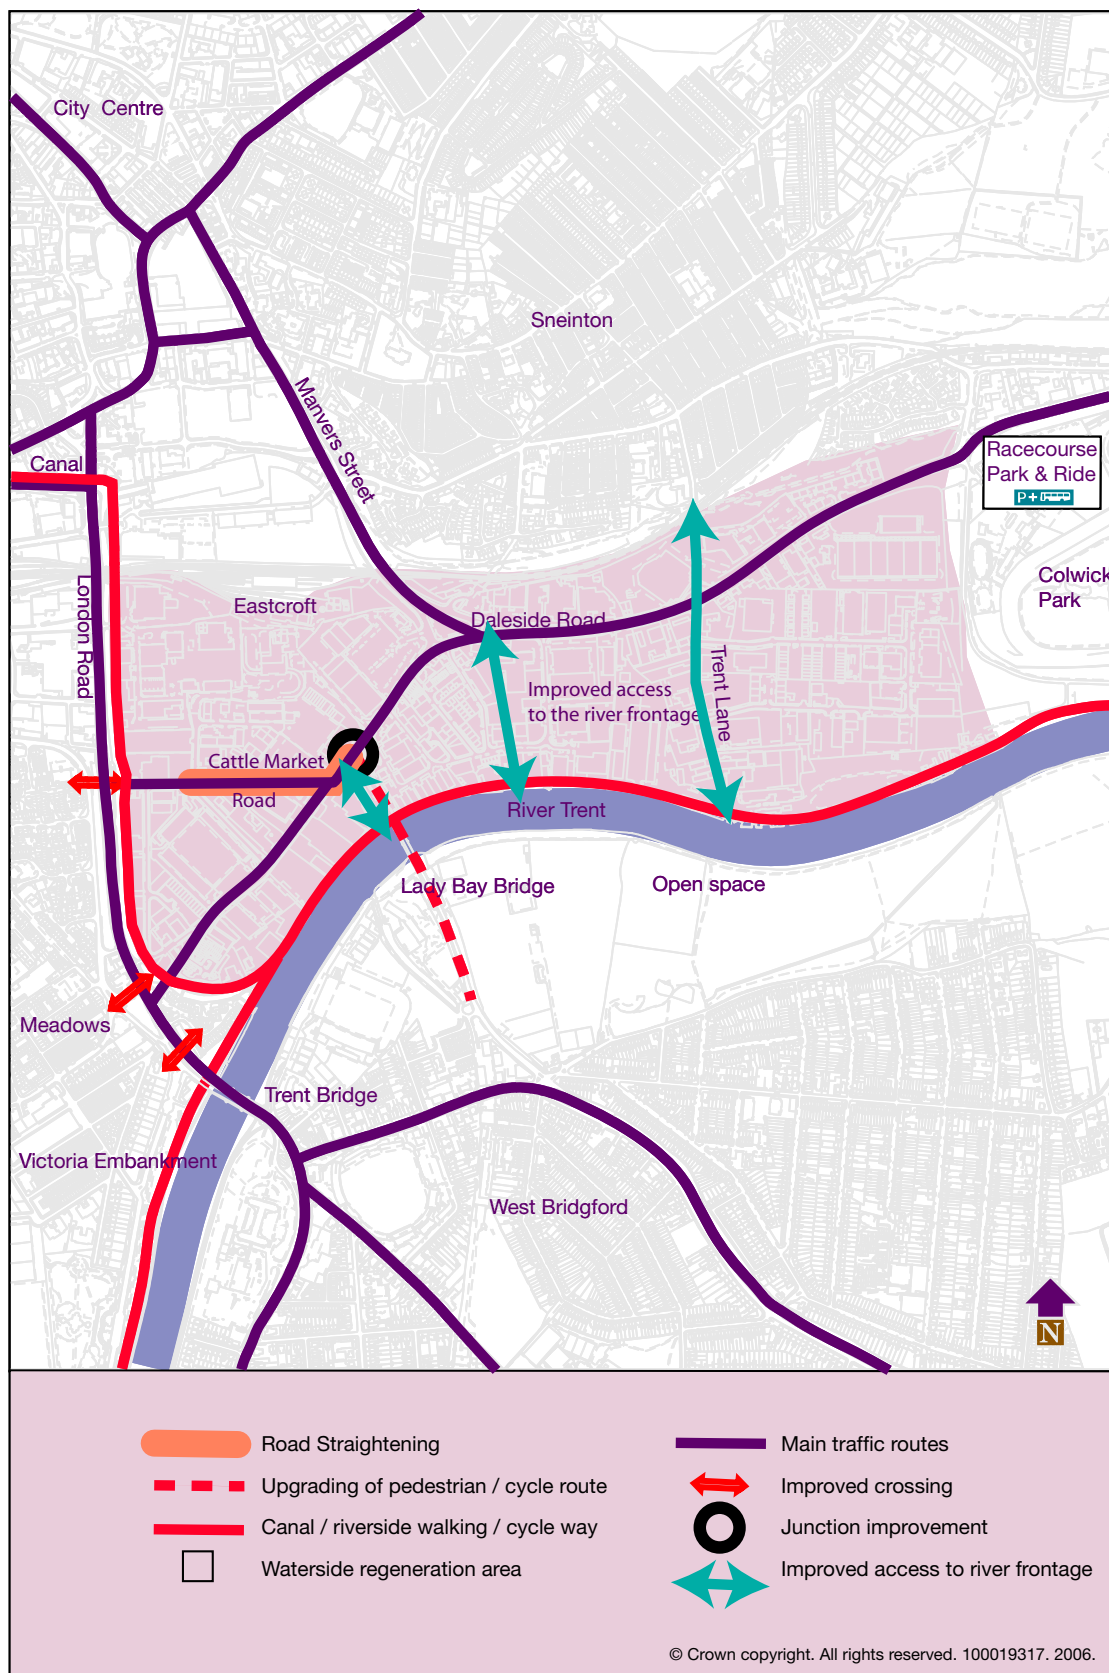 City Centre
Sneinton
Manvers Street
Canal
Racecourse
Park & Ride
P+
Colwick
Park
London Road
Eastcroft
Daleside Road
Trent Lane
Improved access
to the river frontage
Cattle Market
Road
River Trent
Lady Bay Bridge
Open space
Meadows
Trent Bridge
Victoria Embankment
West Bridgford
N
Road Straightening
Upgrading of pedestrian / cycle route
Canal / riverside walking / cycle way
Waterside regeneration area
Main traffic routes
Improved crossing
Junction improvement
Improved access to river frontage
© Crown copyright. All rights reserved. 100019317. 2006.